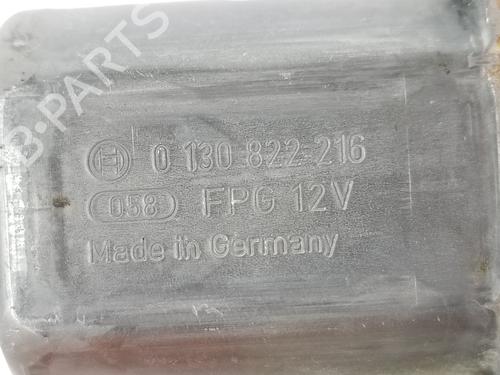 B-PARTS
0 130 822 216
058 FPG 12V
Made in Germany